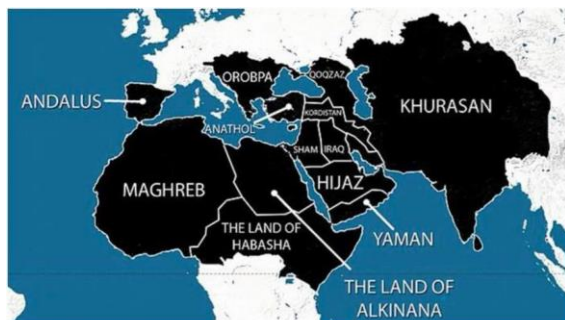 OROBPA
QOQZAZ
ANDALUS
KHURASAN
ANATHOL
KORDISTAN
SHAM
IRAQ
MAGHREB
HIJAZ
THE LAND OF
HABASHA
YAMAN
THE LAND OF
ALKINANA